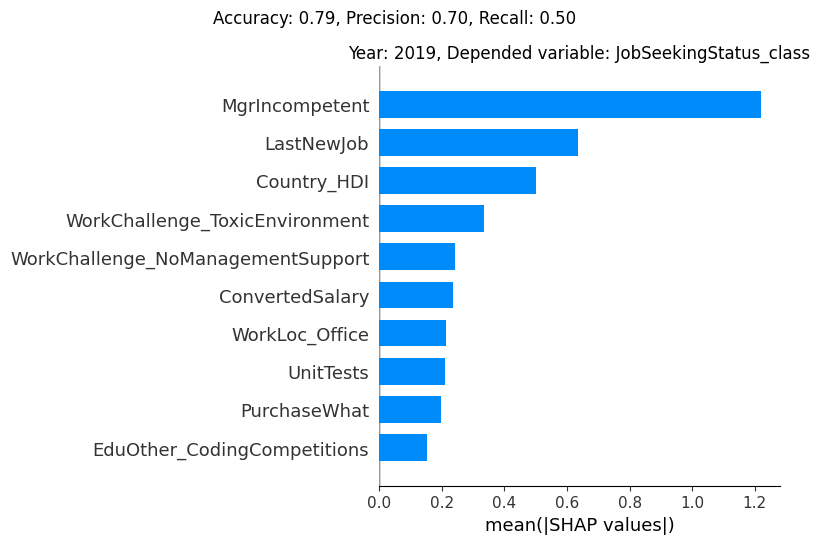 Accuracy: 0.79, Precision: 0.70, Recall: 0.50
Year: 2019, Depended variable: JobSeekingStatus_class
MgrIncompetent
LastNewJob
Country_HDI
WorkChallenge_ToxicEnvironment
WorkChallenge_NoManagementSupport
ConvertedSalary
WorkLoc_Office
UnitTests
PurchaseWhat
EduOther_CodingCompetitions
0.0 0.2 0.4 0.6 0.8 1.0 1.2
mean(|SHAP values|)